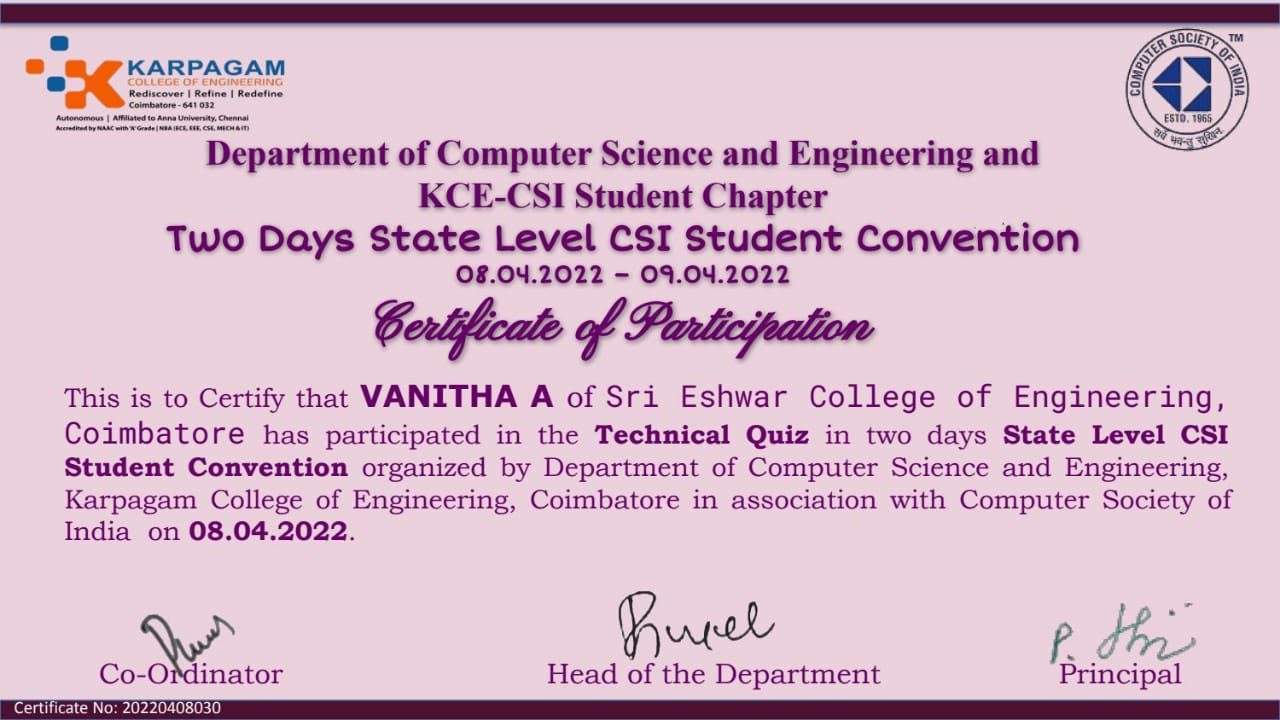 KARPAGAM
COLLEGE OF ENGINEERING
Rediscover | Refine | Redefine
Coimbatore - 641 032
Autonomous | Affiliated to Anna University, Chennai
Accredited by NAAC with 'A' Grade | NBA (ECE, EEE, CSE, MECH & IT)
COMPUTER SOCIETY OF INDIA
TM
ESTD. 1965
सर्वे भवन्तु सुखिनः
Department of Computer Science and Engineering and
KCE-CSI Student Chapter
Two Days State Level CSI Student Convention
08.04.2022 – 09.04.2022
Certificate of Participation
This is to Certify that VANITHA A of Sri Eshwar College of Engineering,
Coimbatore has participated in the Technical Quiz in two days State Level CSI
Student Convention organized by Department of Computer Science and Engineering,
Karpagam College of Engineering, Coimbatore in association with Computer Society of
India on 08.04.2022.
Co-Ordinator
Head of the Department
P.
Principal
Certificate No: 20220408030